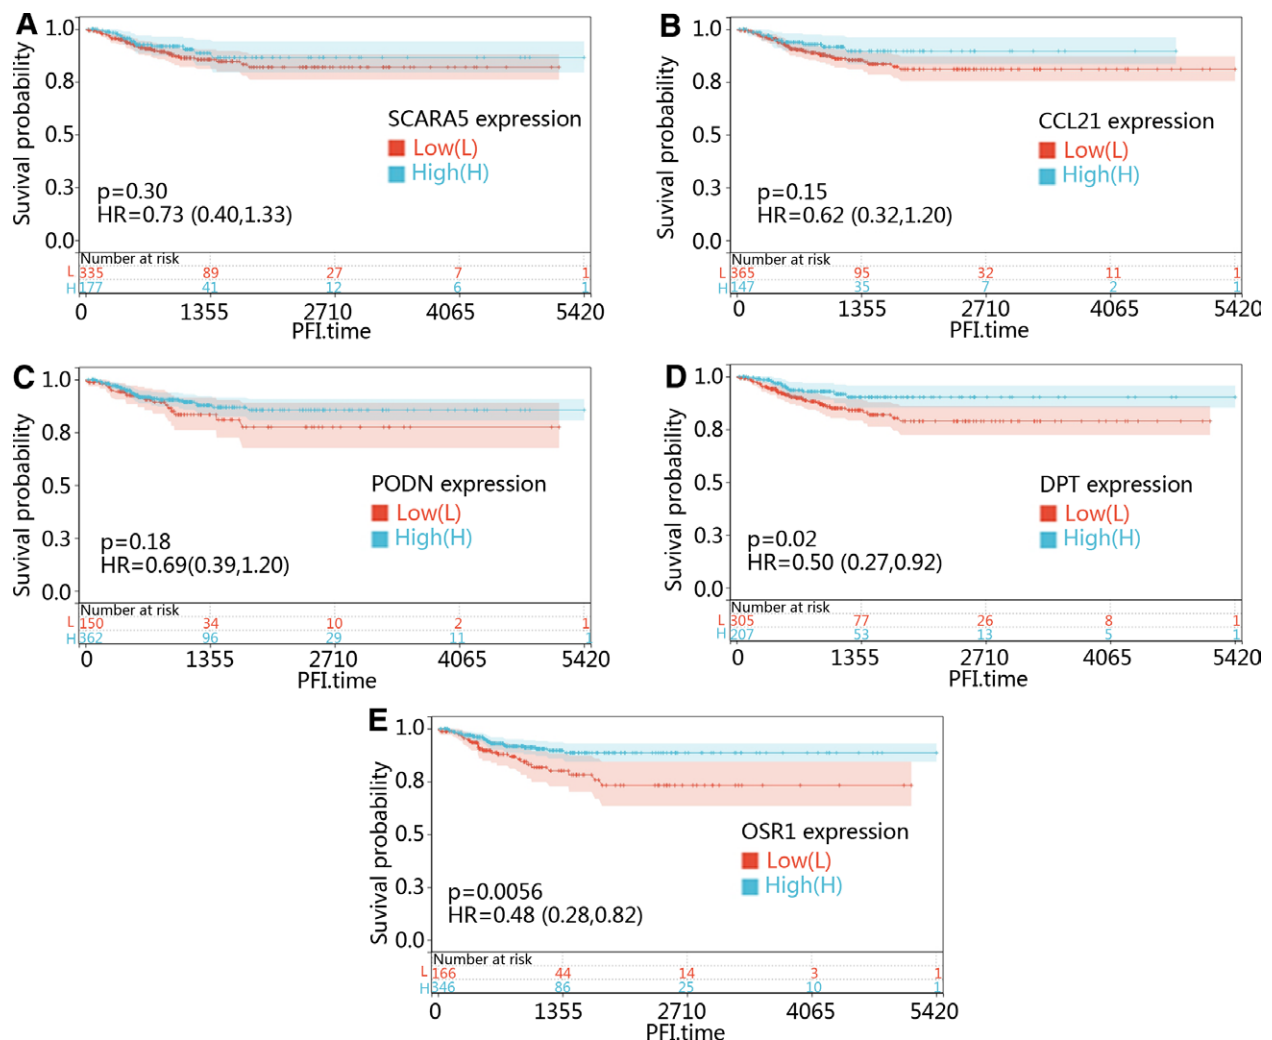 A
Suvival probability
1.0
0.8
0.5
0.3
0.0
SCARA5 expression
Low(L)
High(H)
p=0.30
HR=0.73 (0.40,1.33)
Number at risk
L 335 89 27 7 1
H 177 41 12 6 1
0 1355 2710 4065 5420
PFI.time
B
Suvival probability
1.0
0.8
0.5
0.3
0.0
CCL21 expression
Low(L)
High(H)
p=0.15
HR=0.62 (0.32,1.20)
Number at risk
L 365 95 32 11 1
H 147 35 7 2 1
0 1355 2710 4065 5420
PFI.time
C
Suvival probability
1.0
0.8
0.5
0.3
0.0
PODN expression
Low(L)
High(H)
p=0.18
HR=0.69(0.39,1.20)
Number at risk
L 150 34 10 2 1
H 362 96 29 11 1
0 1355 2710 4065 5420
PFI.time
D
Suvival probability
1.0
0.8
0.5
0.3
0.0
DPT expression
Low(L)
High(H)
p=0.02
HR=0.50 (0.27,0.92)
Number at risk
L 305 77 26 8 1
H 207 53 13 5 1
0 1355 2710 4065 5420
PFI.time
E
Suvival probability
1.0
0.8
0.5
0.3
0.0
OSR1 expression
Low(L)
High(H)
p=0.0056
HR=0.48 (0.28,0.82)
Number at risk
L 166 44 14 3 1
H 346 86 25 10 1
0 1355 2710 4065 5420
PFI.time